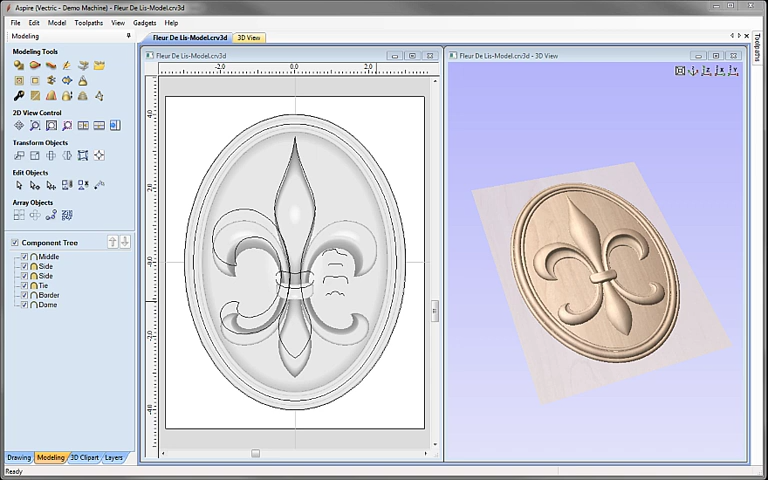 Aspire [Vectric - Demo Machine] - Fleur De Lis-Model.crv3d
File Edit Model Toolpaths View Gadgets Help
Modeling
Fleur De Lis-Model.crv3d 3D View
Toolpaths
Modeling Tools
2D View Control
Transform Objects
Edit Objects
Array Objects
Component Tree
Middle
Side
Side
Tie
Border
Dome
Drawing Modeling 3D Clipart Layers
Ready
Fleur De Lis-Model.crv3d
-2.0 0.0 2.0
4.0
2.0
0.0
-2.0
-4.0
Fleur De Lis-Model.crv3d - 3D View
Z X Y